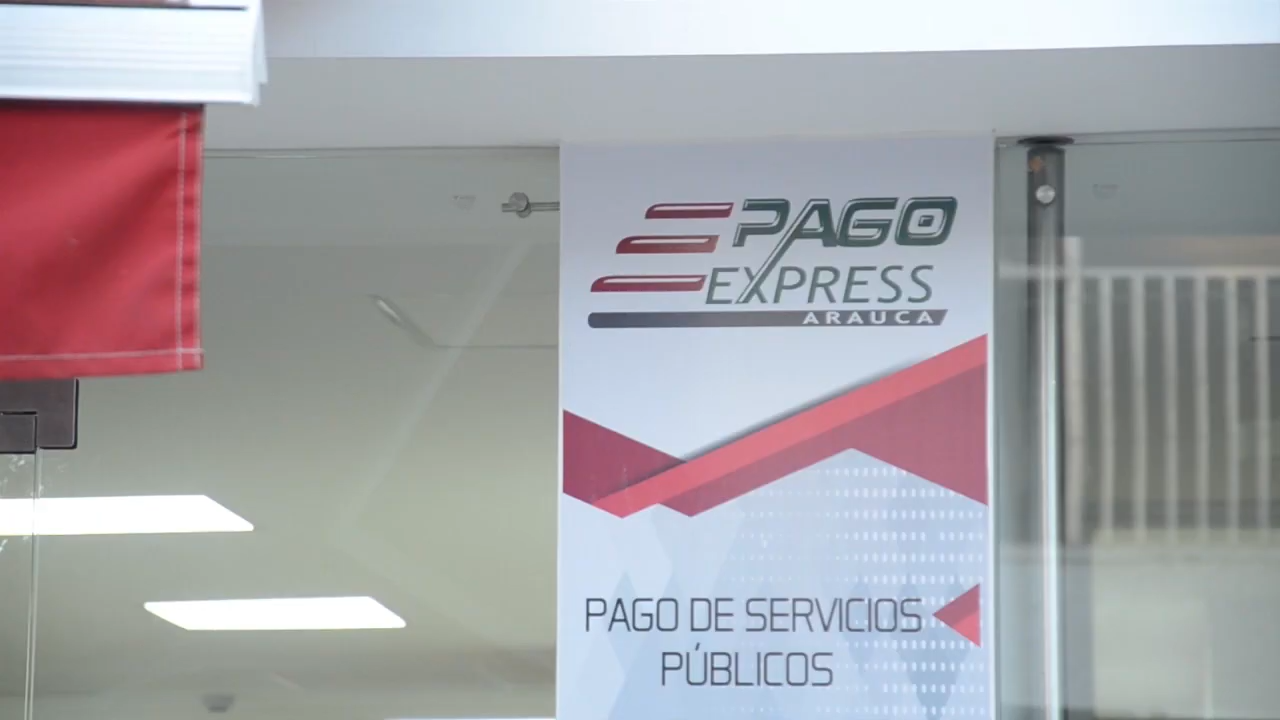 PAGO
EXPRESS
ARAUCA
PAGO DE SERVICIOS
PÚBLICOS